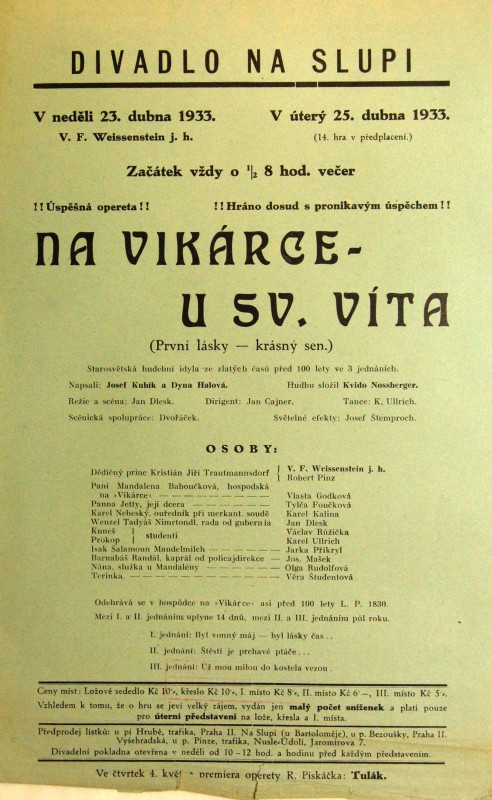 DIVADLO NA SLUPI
V neděli 23. dubna 1933. V úterý 25. dubna 1933.
V. F. Weissenstein j. h. (14. hra v předplacení.)
Začátek vždy o ½ 8 hod. večer
!!Úspěšná opereta!! !!Hráno dosud s pronikavým úspěchem!!
NA VIKÁRCE-
U SV. VÍTA
(První lásky — krásný sen.)
Starosvětská hudební idyla ze zlatých časů před 100 lety ve 3 jednáních.
Napsali: Josef Kubík a Dyna Halová. Hudbu složil Kvido Nossberger.
Režie a scéna: Jan Dlesk. Dirigent: Jan Cajner. Tance: K. Ullrich.
Scénická spolupráce: Dvořáček. Světelné efekty: Josef Štemproch.
OSOBY:
Dědičný princ Kristián Jiří Trautmannsdorf { V. F. Weissenstein j. h.
Robert Pinz
Paní Mandalena Baboučková, hospodská
na »Vikárce« — — — — — — — — Vlasta Godková
Panna Jetty, její dcera — — — — — — Tylča Foučková
Karel Nebeský, ouředník při merkant. soudě Karel Kalina
Wenzel Tadyáš Nimrtondl, rada od gubernia Jan Dlesk
Kuneš } studenti Václav Růžička
Prokop Karel Ullrich
Isak Salamoun Mandelmilch — — — — — — Jarka Přikryl
Barnabáš Randál, kaprál od policajdirekce — Jos. Mašek
Nána, služka u Mandalény — — — — — Olga Rudolfová
Terinka — — — — — — — — — Věra Studentová
Odehrává se v hospůdce na »Vikárce« asi před 100 lety L. P. 1830.
Mezi I. a II. jednáním uplyne 14 dnů, mezi II. a III. jednáním půl roku.
I. jednání: Byl vonný máj — byl lásky čas . .
II. jednání: Štěstí je prchavé ptáče . . .
III. jednání: Už mou milou do kostela vezou .
Ceny míst: Ložové sededlo Kč 10'-, křeslo Kč 10'-, I. místo Kč 8'-, II. místo Kč 6'—, III. místo Kč 5'-.
Vzhledem k tomu, že o hru se jeví velký zájem, vydán jen malý počet sniženek a platí pouze
pro úterní představení na lože, křesla a I. místa.
Předprodej lístků: u pí Hrubé, trafika, Praha II. Na Slupi (u Bartoloměje), u p. Bezoušky, Praha II.
Vyšehradská, u p. Pinze, trafika, Nusle-Údolí, Jaromírova 7.
Divadelní pokladna otevřena v neděli od 10–12 hod. a hodinu před každým představením.
Ve čtvrtek 4. premiera operety R. Piskáčka: Tulák.